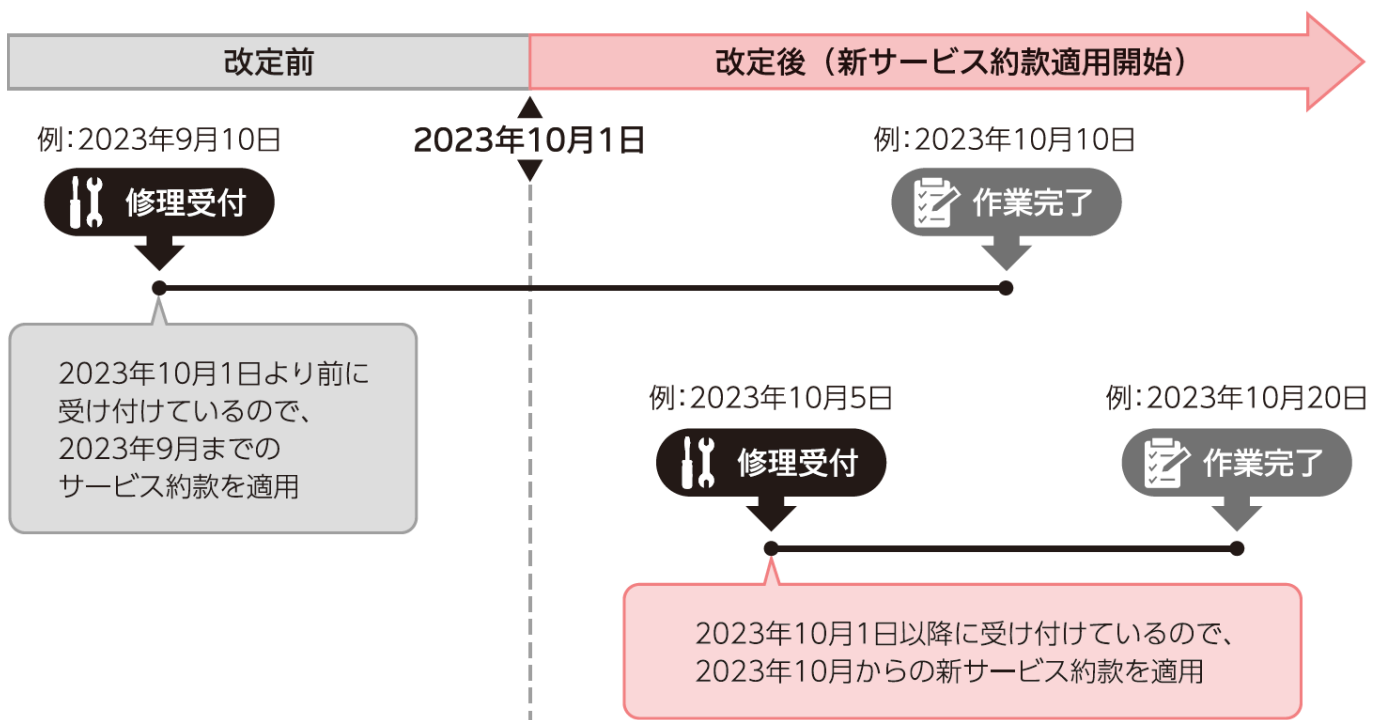 改定前
改定後（新サービス約款適用開始）
例：2023年9月10日
2023年10月1日
例：2023年10月10日
修理受付
作業完了
2023年10月1日より前に
受け付けているので、
2023年9月までの
サービス約款を適用
例：2023年10月5日
例：2023年10月20日
修理受付
作業完了
2023年10月1日以降に受け付けているので、
2023年10月からの新サービス約款を適用